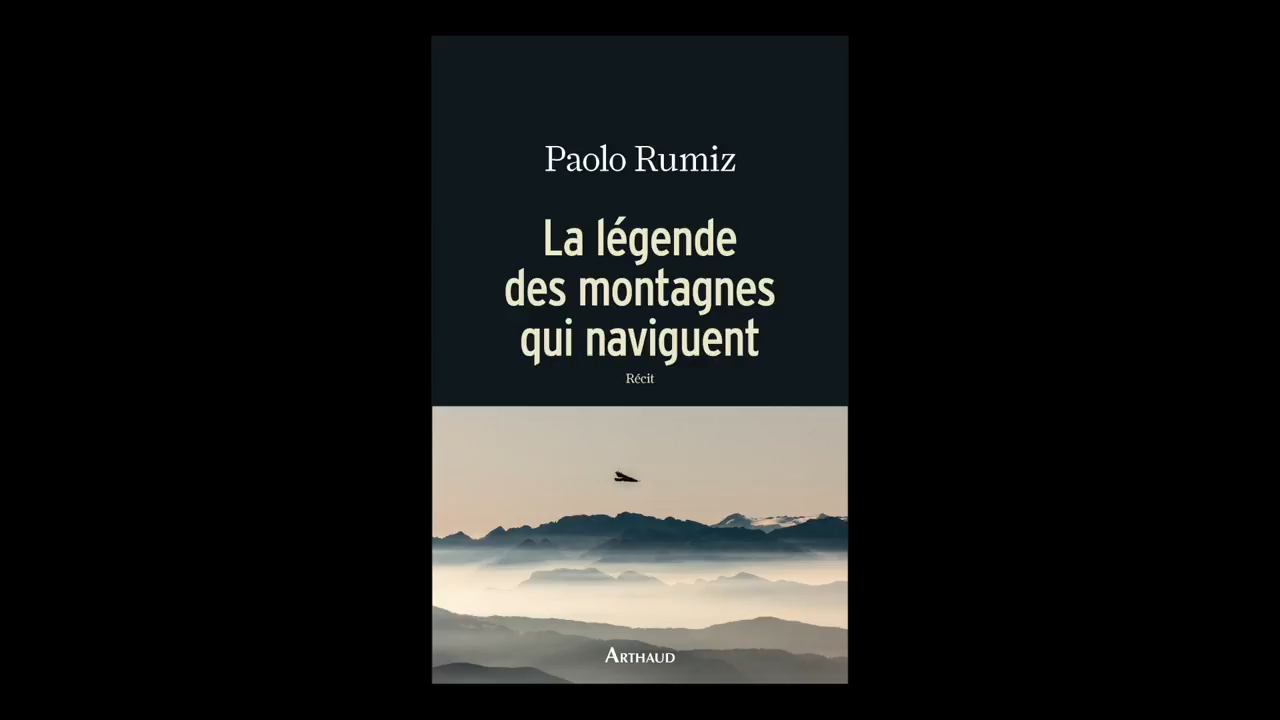 Paolo Rumiz
La légende
des montagnes
qui naviguent
Récit
ARTHAUD